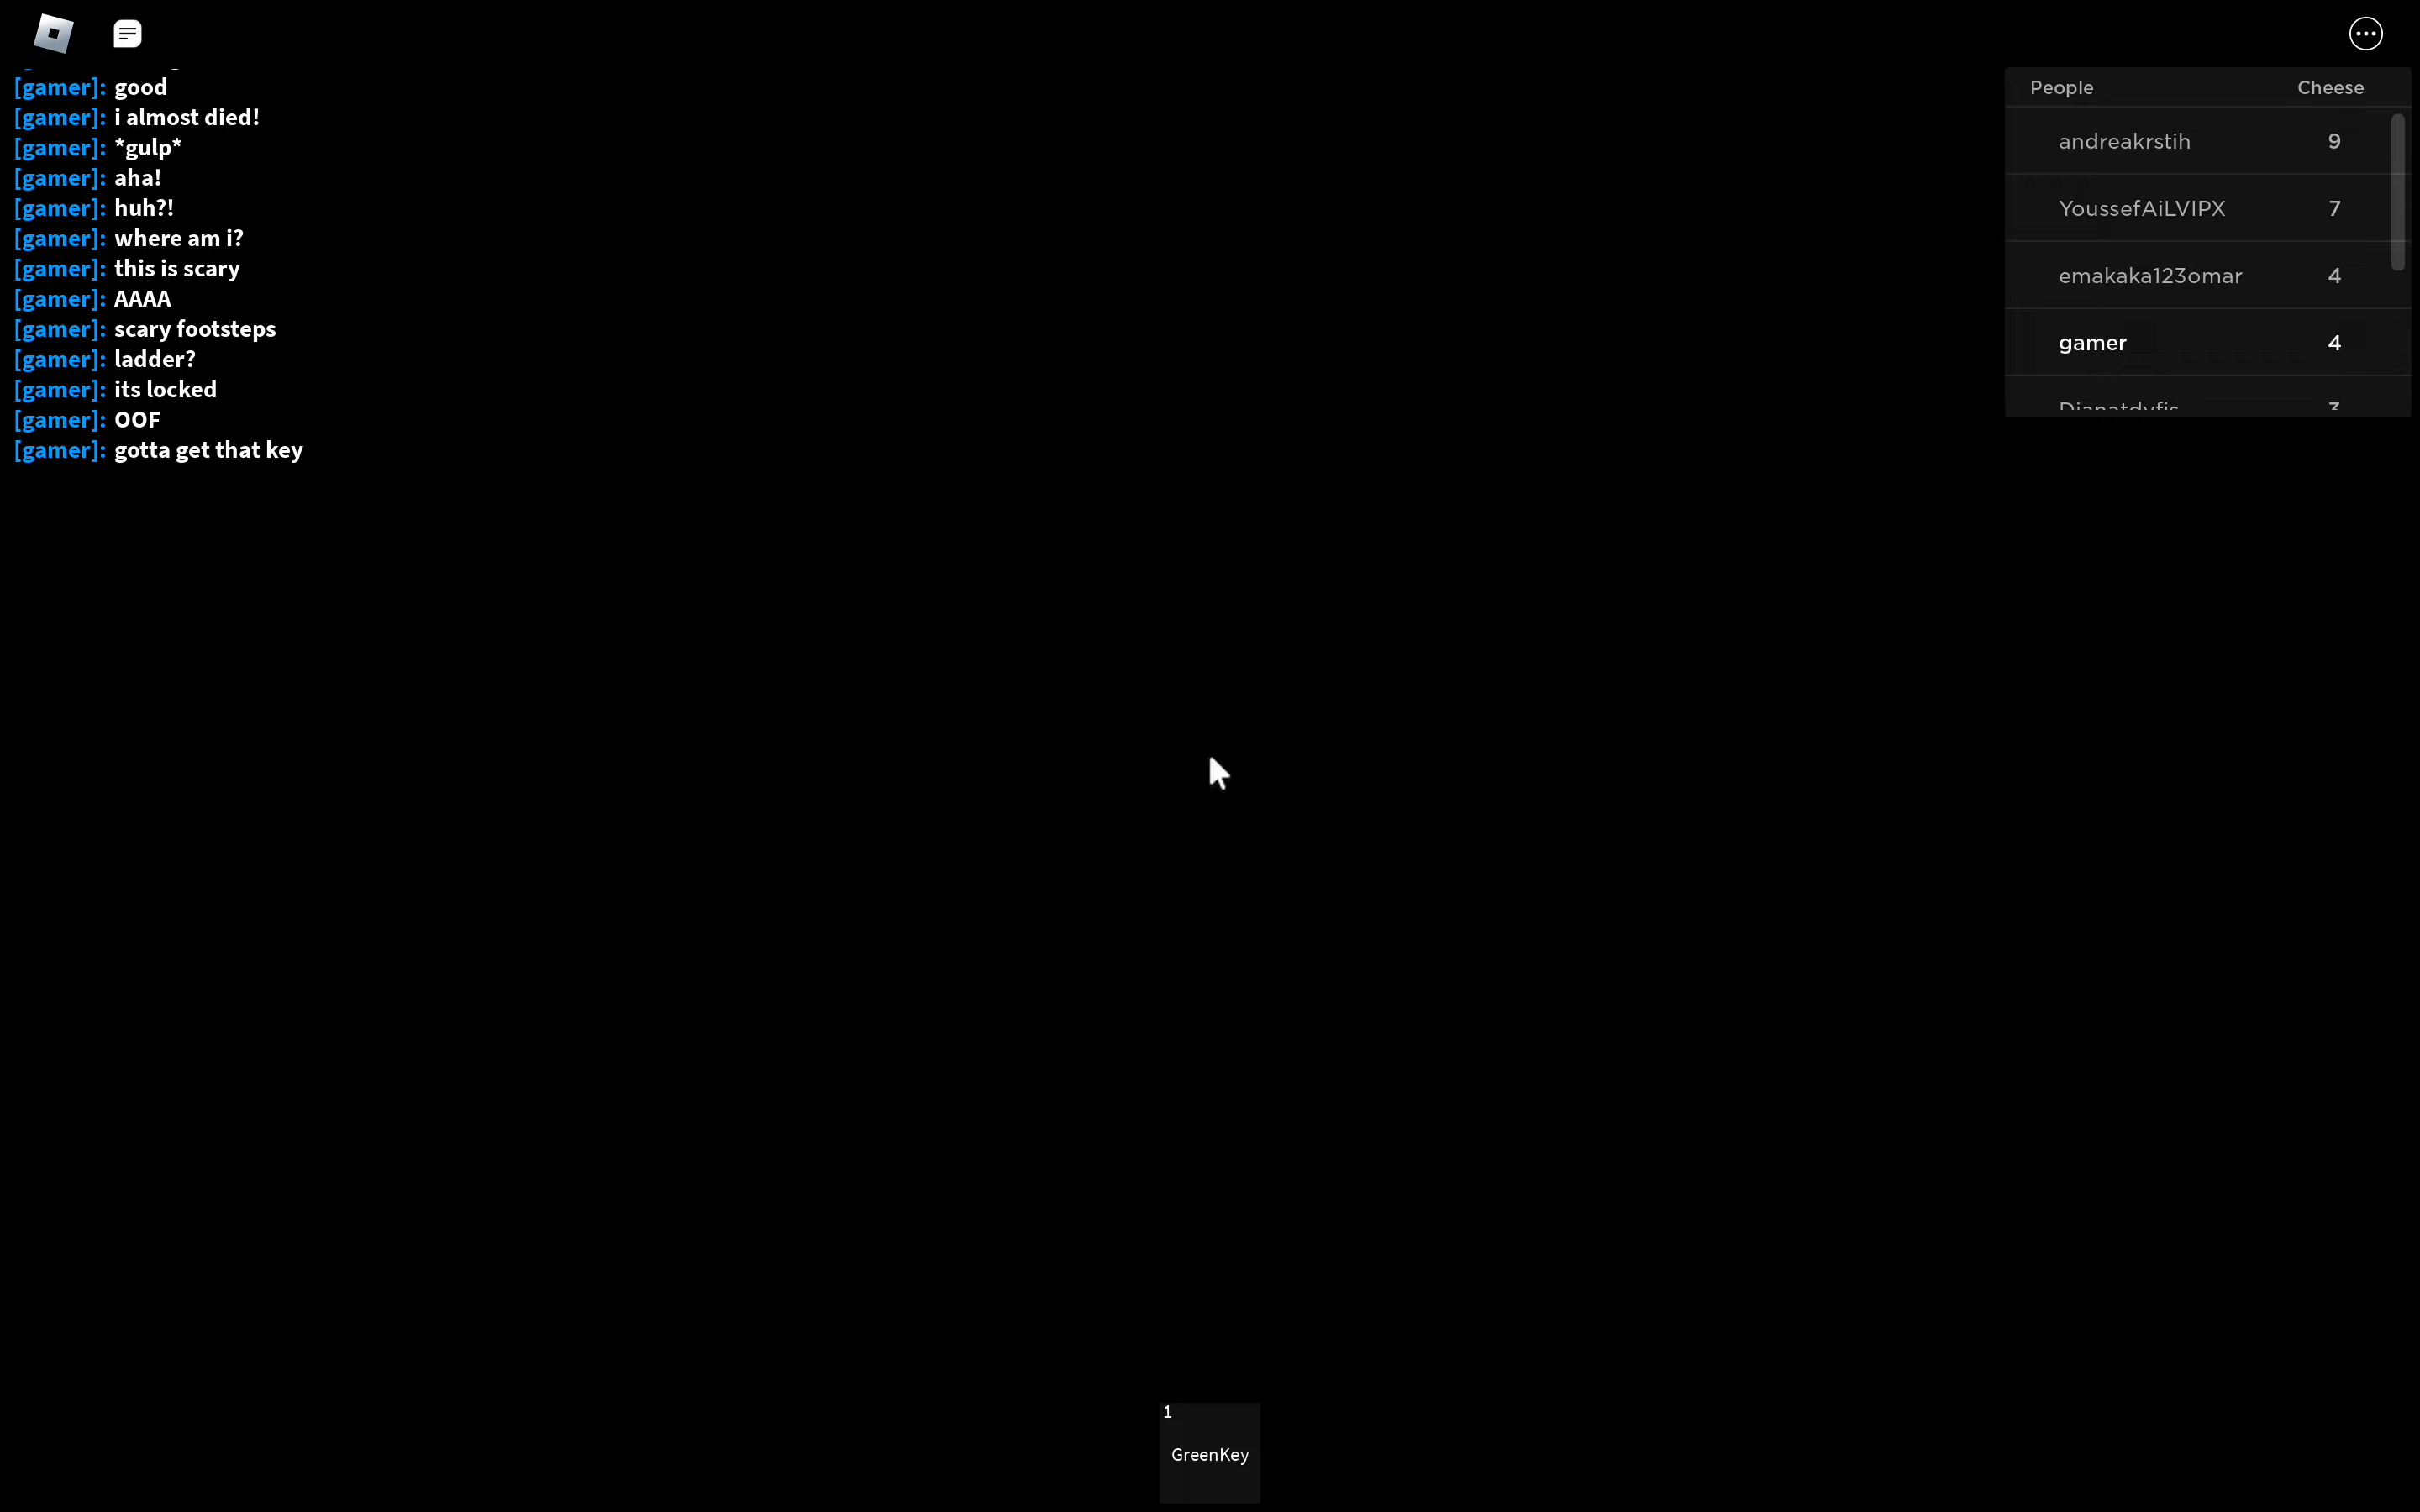 [gamer]: good
[gamer]: i almost died!
[gamer]: *gulp*
[gamer]: aha!
[gamer]: huh?!
[gamer]: where am i?
[gamer]: this is scary
[gamer]: AAAA
[gamer]: scary footsteps
[gamer]: ladder?
[gamer]: its locked
[gamer]: OOF
[gamer]: gotta get that key
People Cheese
andreakrstih 9
YoussefAiLVIPX 7
emakaka123omar 4
gamer 4
1
GreenKey